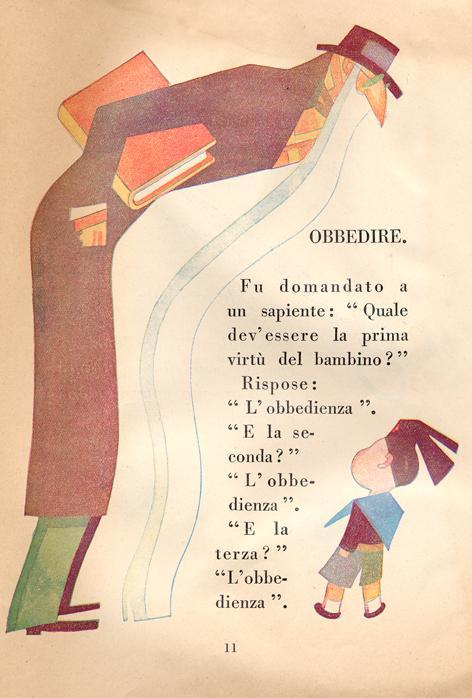 OBBEDIRE.
Fu domandato a
un sapiente: “ Quale
dev’essere la prima
virtù del bambino? ”
Rispose:
“ L’obbedienza ”.
“ E la se-
conda? ”
“ L’obbe-
dienza ”.
“ E la
terza? ”
“L’obbe-
dienza ”.
11